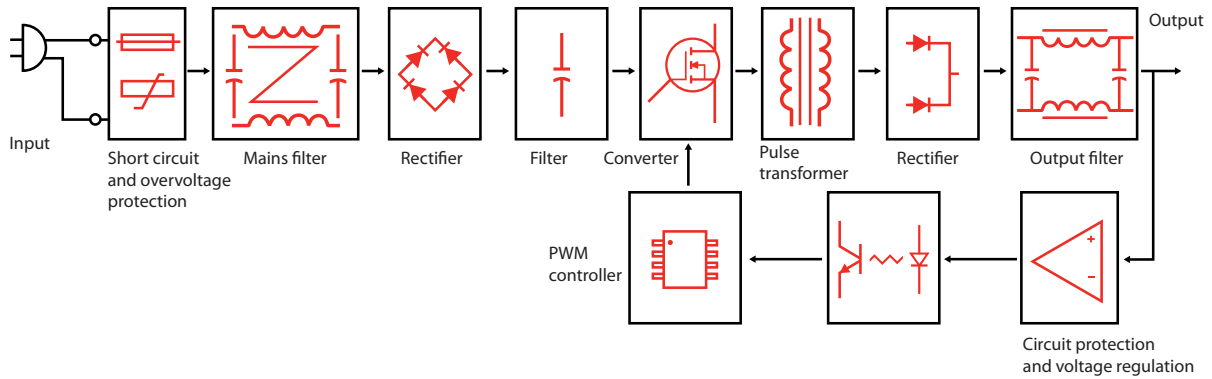 Output
Input
Short circuit
and overvoltage
protection
Mains filter
Rectifier
Filter
Converter
Pulse
transformer
Rectifier
Output filter
PWM
controller
+
−
Circuit protection
and voltage regulation